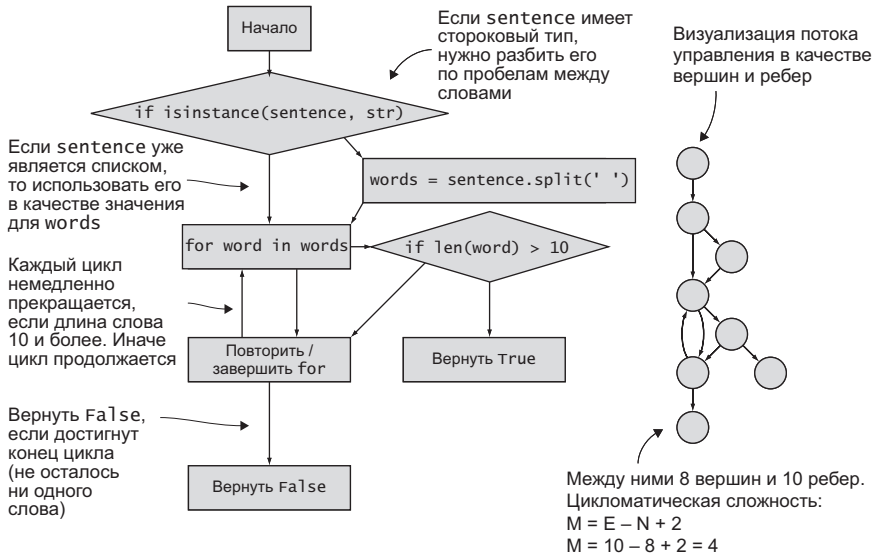 Начало
Если sentence имеет
стороковый тип,
нужно разбить его
по пробелам между
словами
Визуализация потока
управления в качестве
вершин и ребер
if isinstance(sentence, str)
Если sentence уже
является списком,
то использовать его
в качестве значения
для words
words = sentence.split(' ')
for word in words
if len(word) > 10
Каждый цикл
немедленно
прекращается,
если длина слова
10 и более. Иначе
цикл продолжается
Повторить /
завершить for
Вернуть True
Вернуть False,
если достигнут
конец цикла
(не осталось
ни одного
слова)
Вернуть False
Между ними 8 вершин и 10 ребер.
Цикломатическая сложность:
M = E – N + 2
M = 10 – 8 + 2 = 4